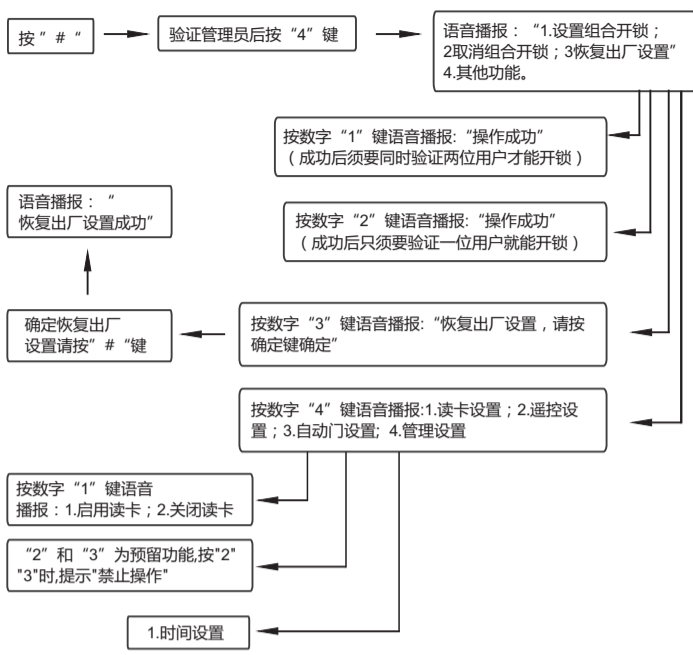 按” # “
验证管理员后按“4”键
语音播报：“1.设置组合开锁；
2取消组合开锁；3恢复出厂设置”
4.其他功能。
按数字“1”键语音播报:“操作成功”
（成功后须要同时验证两位用户才能开锁）
语音播报：“
恢复出厂设置成功”
按数字“2”键语音播报:“操作成功”
（成功后只须要验证一位用户就能开锁）
确定恢复出厂
设置请按” # “键
按数字“3”键语音播报:“恢复出厂设置，请按
确定键确定”
按数字“4”键语音播报:1.读卡设置；2.遥控设
置；3.自动门设置; 4.管理设置
按数字“1”键语音
播报：1.启用读卡；2.关闭读卡
“2”和“3”为预留功能,按"2"
"3"时,提示"禁止操作"
1.时间设置